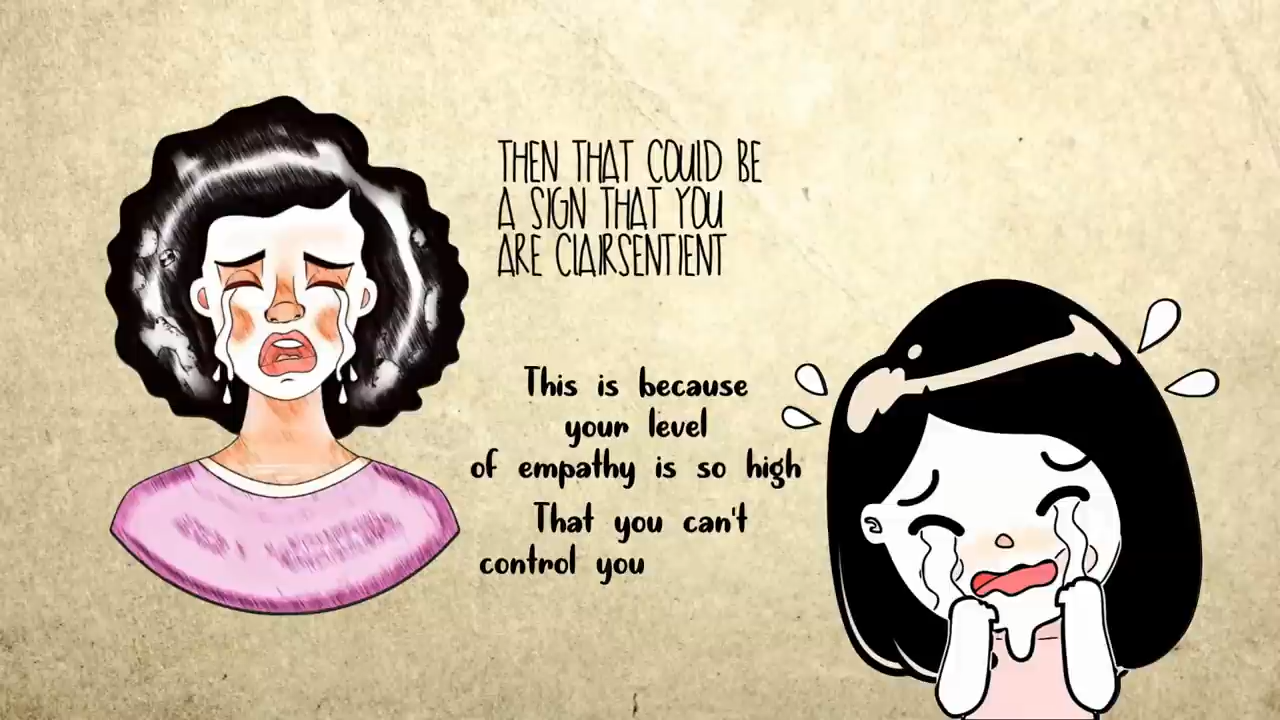 THEN THAT COULD BE
A SIGN THAT YOU
ARE CLAIRSENTIENT
This is because
your level
of empathy is so high
That you can't
control you